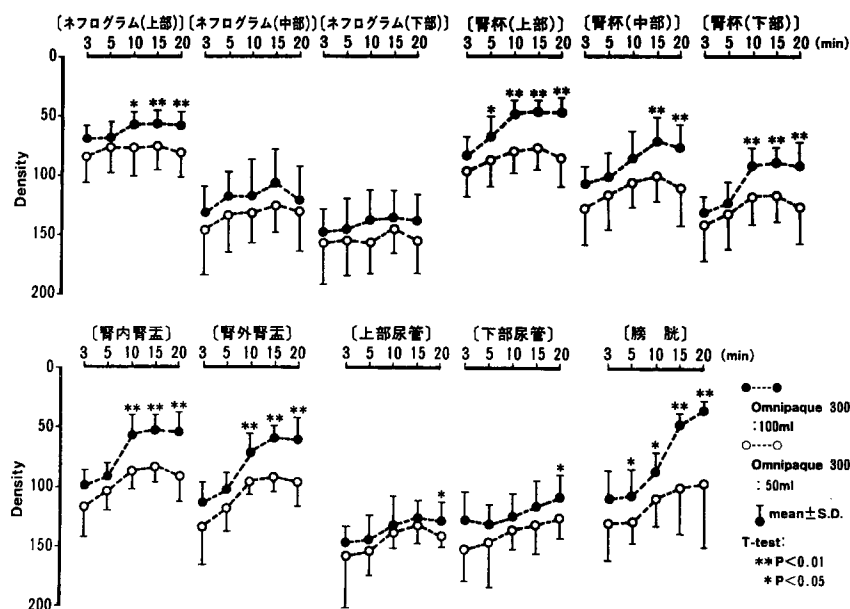 〔ネフログラム(上部)〕 〔ネフログラム(中部)〕 〔ネフログラム(下部)〕 〔腎杯(上部)〕 〔腎杯(中部)〕 〔腎杯(下部)〕
3 5 10 15 20 3 5 10 15 20 3 5 10 15 20 3 5 10 15 20 3 5 10 15 20 3 5 10 15 20 (min)
0
50
100
150
200
Density
* ** **
* ** ** **
** **
** ** **
〔腎内腎盂〕 〔腎外腎盂〕 〔上部尿管〕 〔下部尿管〕 〔膀 胱〕
3 5 10 15 20 3 5 10 15 20 3 5 10 15 20 3 5 10 15 20 3 5 10 15 20 (min)
0
50
100
150
200
Density
** ** **
** ** **
*
*
* * ** **
Omnipaque 300
:100ml
Omnipaque 300
:50ml
mean±S.D.
T-test:
**P<0.01
*P<0.05